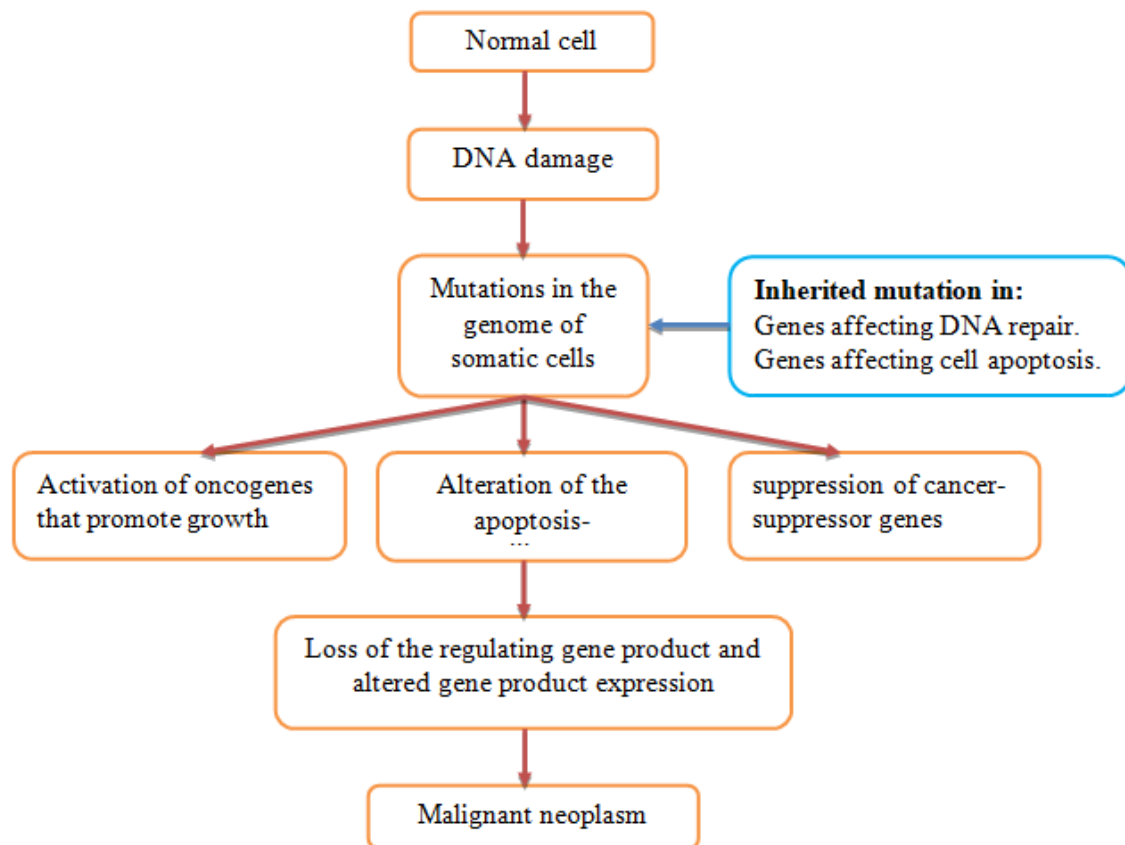 Normal cell
DNA damage
Mutations in the
genome of
somatic cells
Inherited mutation in:
Genes affecting DNA repair.
Genes affecting cell apoptosis.
Activation of oncogenes
that promote growth
Alteration of the
apoptosis-
suppression of cancer-
suppressor genes
Loss of the regulating gene product and
altered gene product expression
Malignant neoplasm